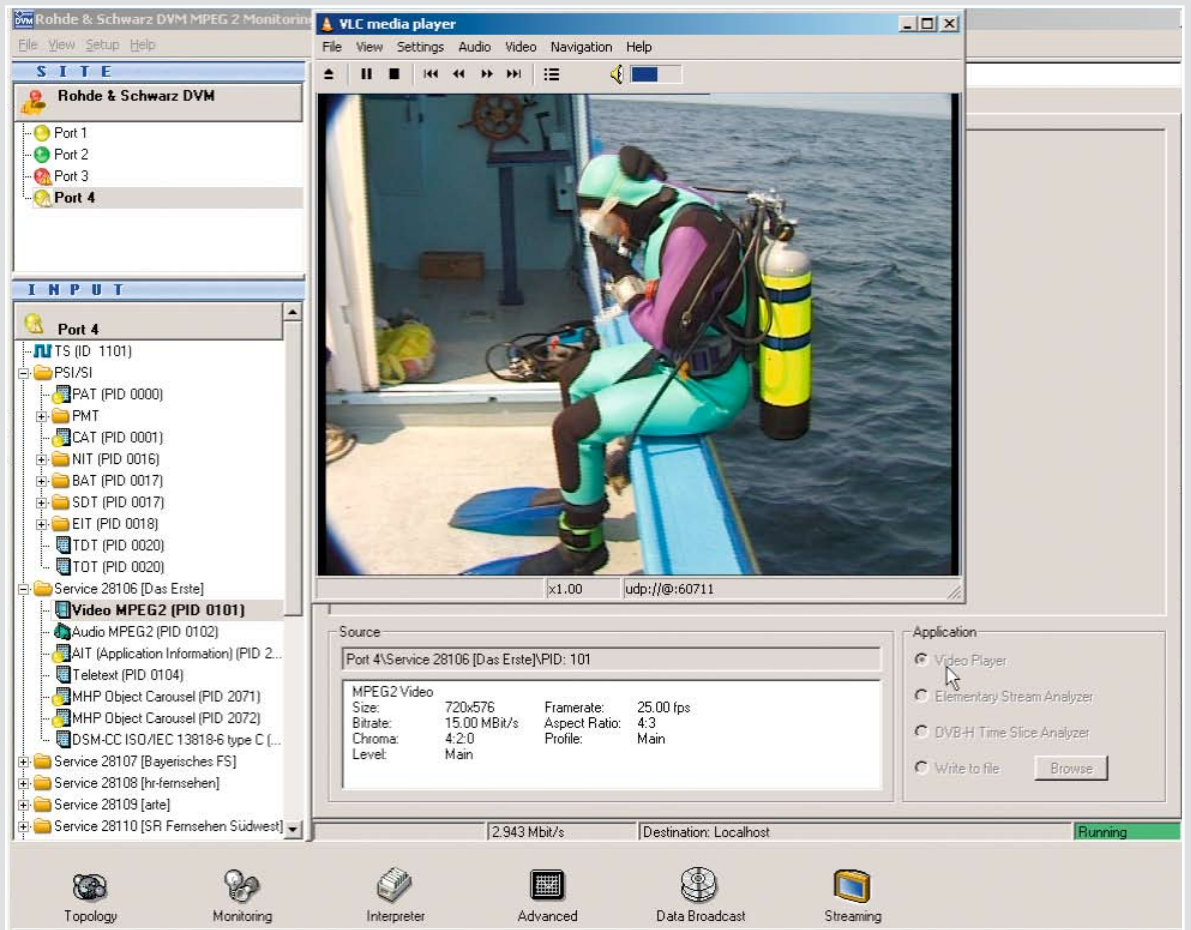 DVM Rohde & Schwarz DVM MPEG 2 Monitorin
File View Setup Help
SITE
Rohde & Schwarz DVM
Port 1
Port 2
Port 3
Port 4
INPUT
Port 4
TS (ID 1101)
PSI/SI
PAT (PID 0000)
PMT
CAT (PID 0001)
NIT (PID 0016)
BAT (PID 0017)
SDT (PID 0017)
EIT (PID 0018)
TDT (PID 0020)
TOT (PID 0020)
Service 28106 [Das Erste]
Video MPEG2 (PID 0101)
Audio MPEG2 (PID 0102)
AIT (Application Information) (PID 2...
Teletext (PID 0104)
MHP Object Carousel (PID 2071)
MHP Object Carousel (PID 2072)
DSM-CC ISO/IEC 13818-6 type C (...
Service 28107 [Bayerisches FS]
Service 28108 [hr-fernsehen]
Service 28109 [arte]
Service 28110 [SR Fernsehen Südwest]
VLC media player
File View Settings Audio Video Navigation Help
x1.00 udp://@:60711
Source
Port 4\Service 28106 [Das Erste]\PID: 101
MPEG2 Video
Size: 720x576 Framerate: 25.00 fps
Bitrate: 15.00 MBit/s Aspect Ratio: 4:3
Chroma: 4:2:0 Profile: Main
Level: Main
Application
Video Player
Elementary Stream Analyzer
DVB-H Time Slice Analyzer
Write to file Browse
2.943 Mbit/s Destination: Localhost Running
Topology Monitoring Interpreter Advanced Data Broadcast Streaming